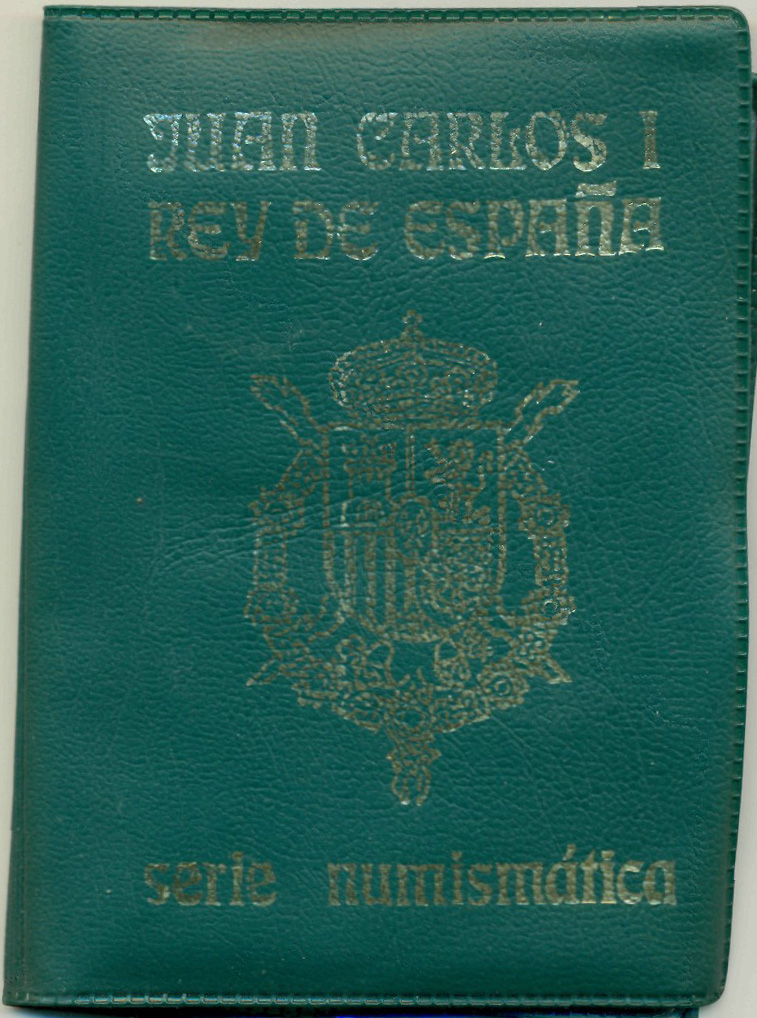 JUAN CARLOS I
REY DE ESPAÑA
serie numismática